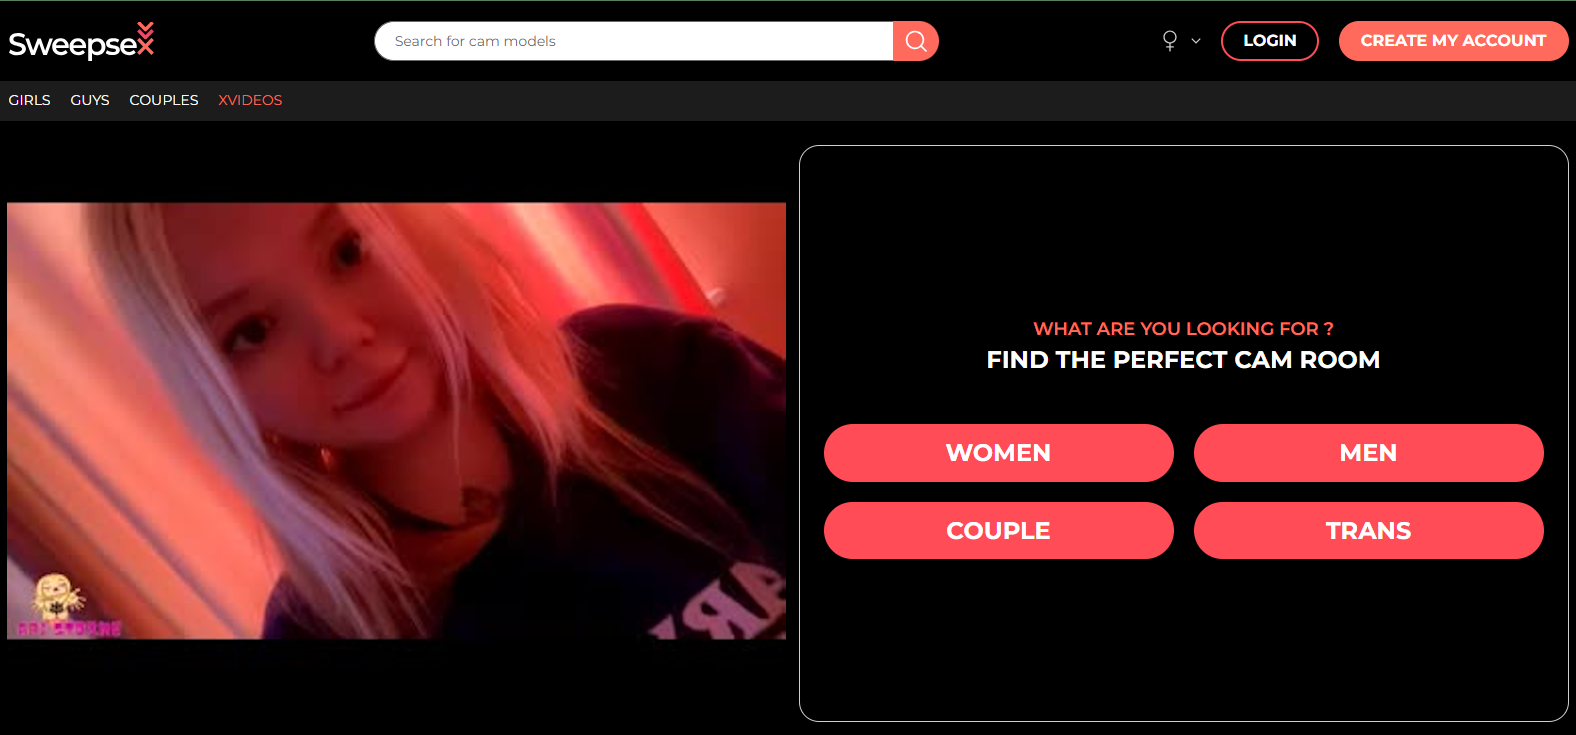 SweepseX
Search for cam models
LOGIN
CREATE MY ACCOUNT
GIRLS
GUYS
COUPLES
XVIDEOS
WHAT ARE YOU LOOKING FOR ?
FIND THE PERFECT CAM ROOM
WOMEN
MEN
COUPLE
TRANS